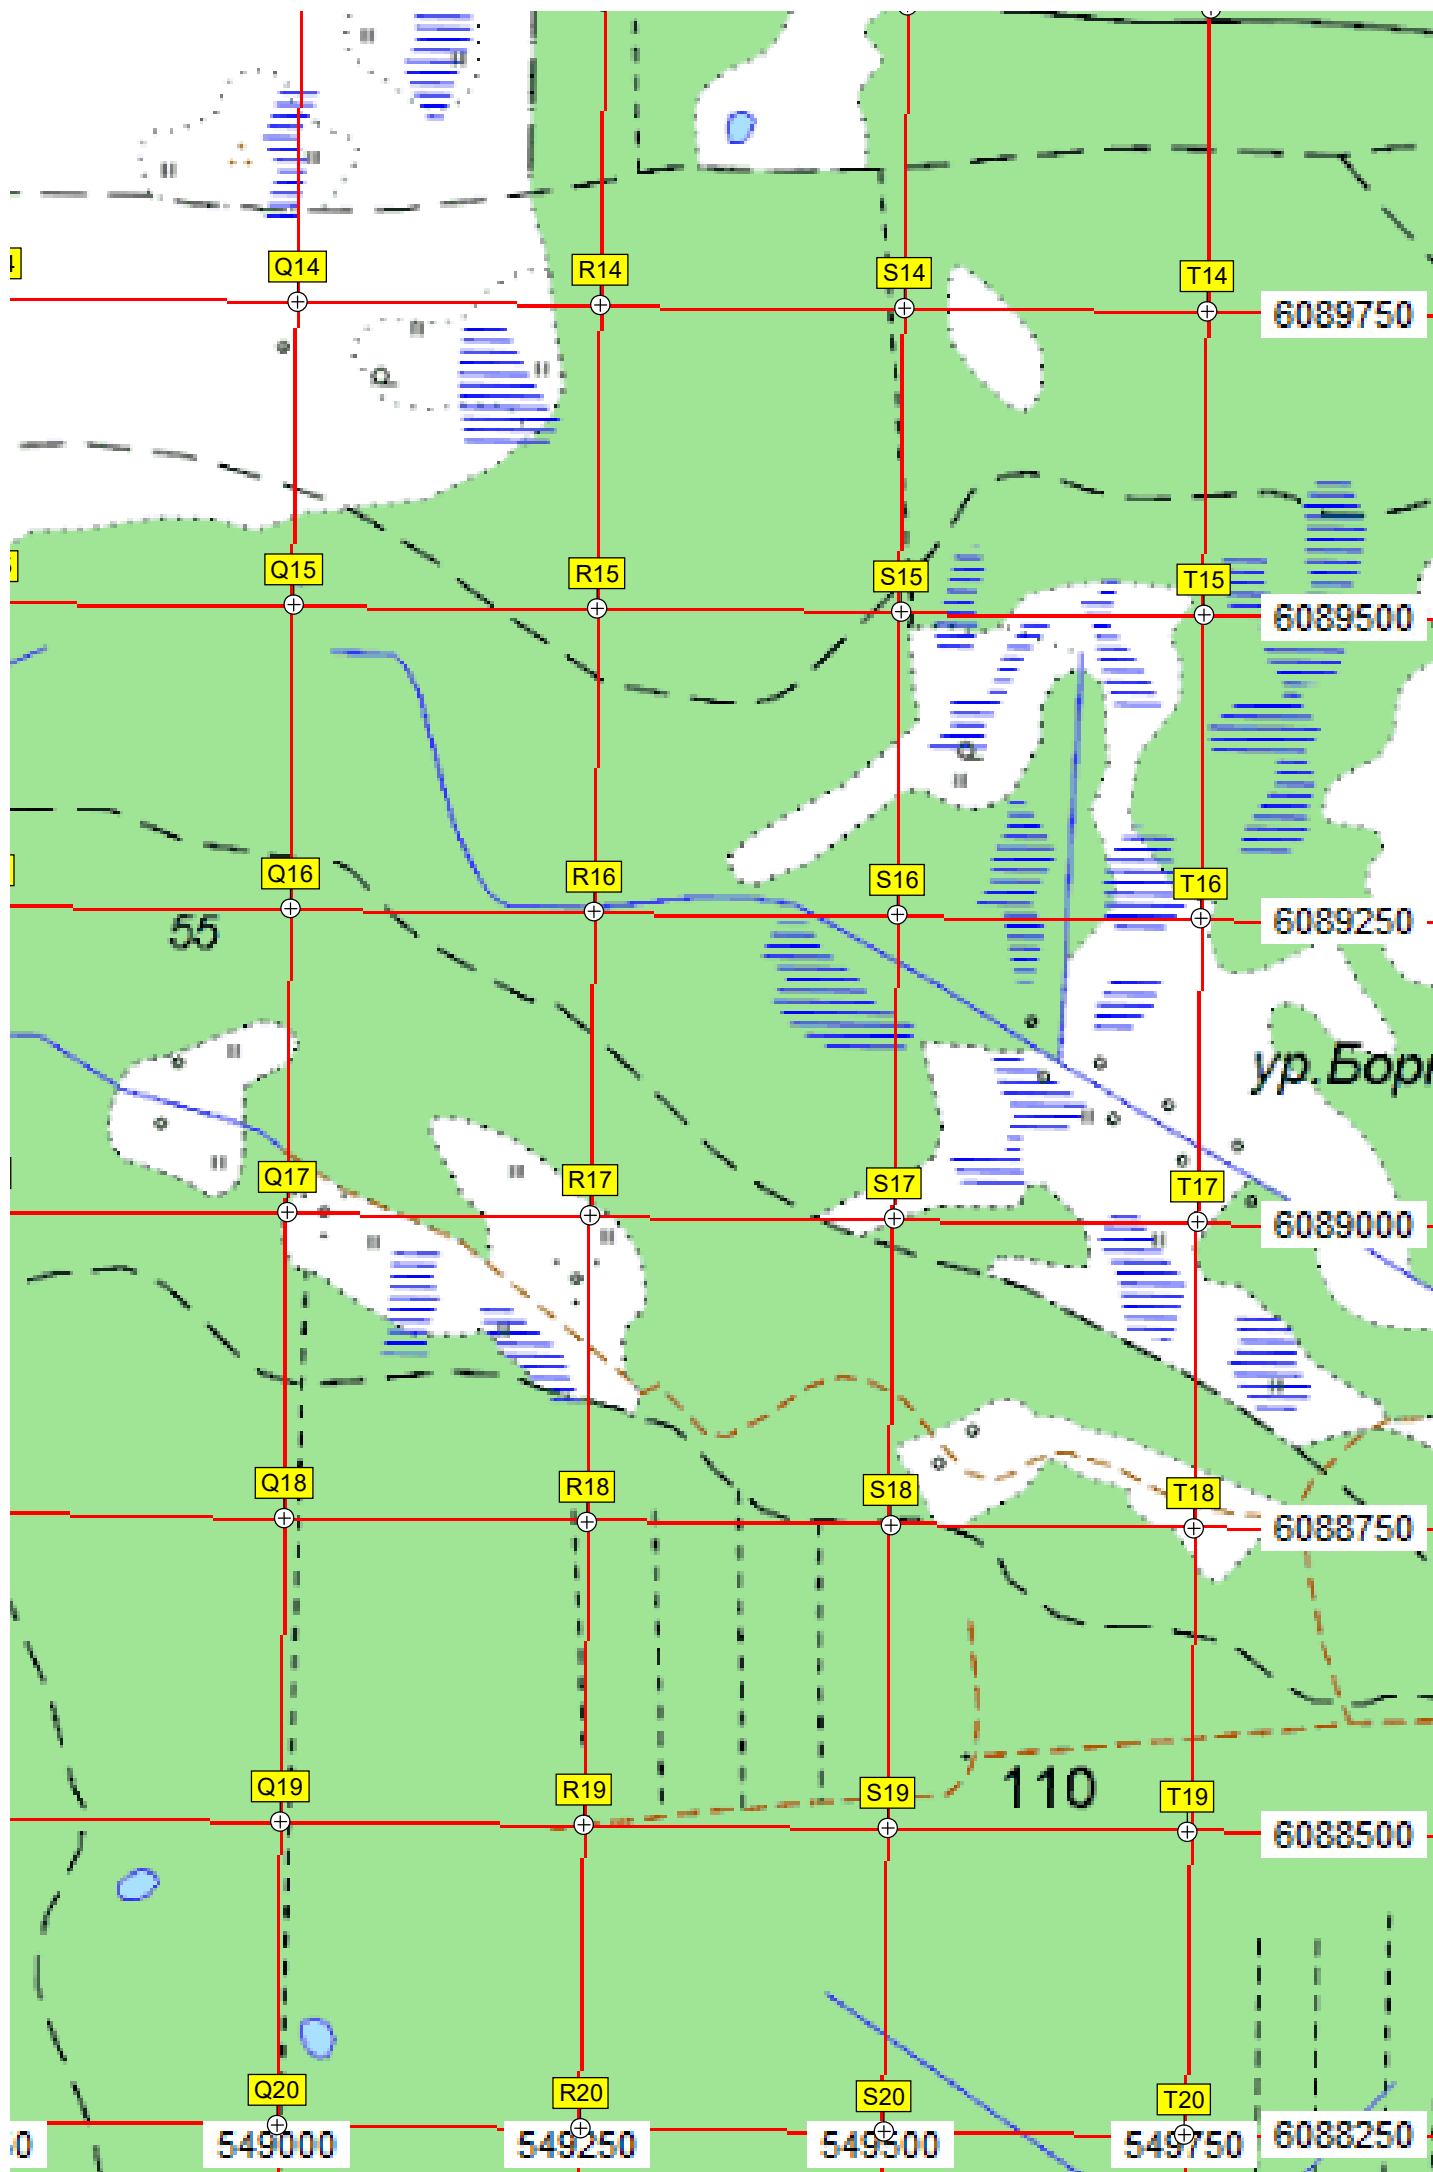 Q14 R14 S14 T14
6089750
Q15 R15 S15 T15
6089500
Q16 R16 S16 T16
55
6089250
ур.Бор
Q17 R17 S17 T17
6089000
Q18 R18 S18 T18
6088750
110
Q19 R19 S19 T19
6088500
Q20 R20 S20 T20
549000 549250 549500 549750 6088250